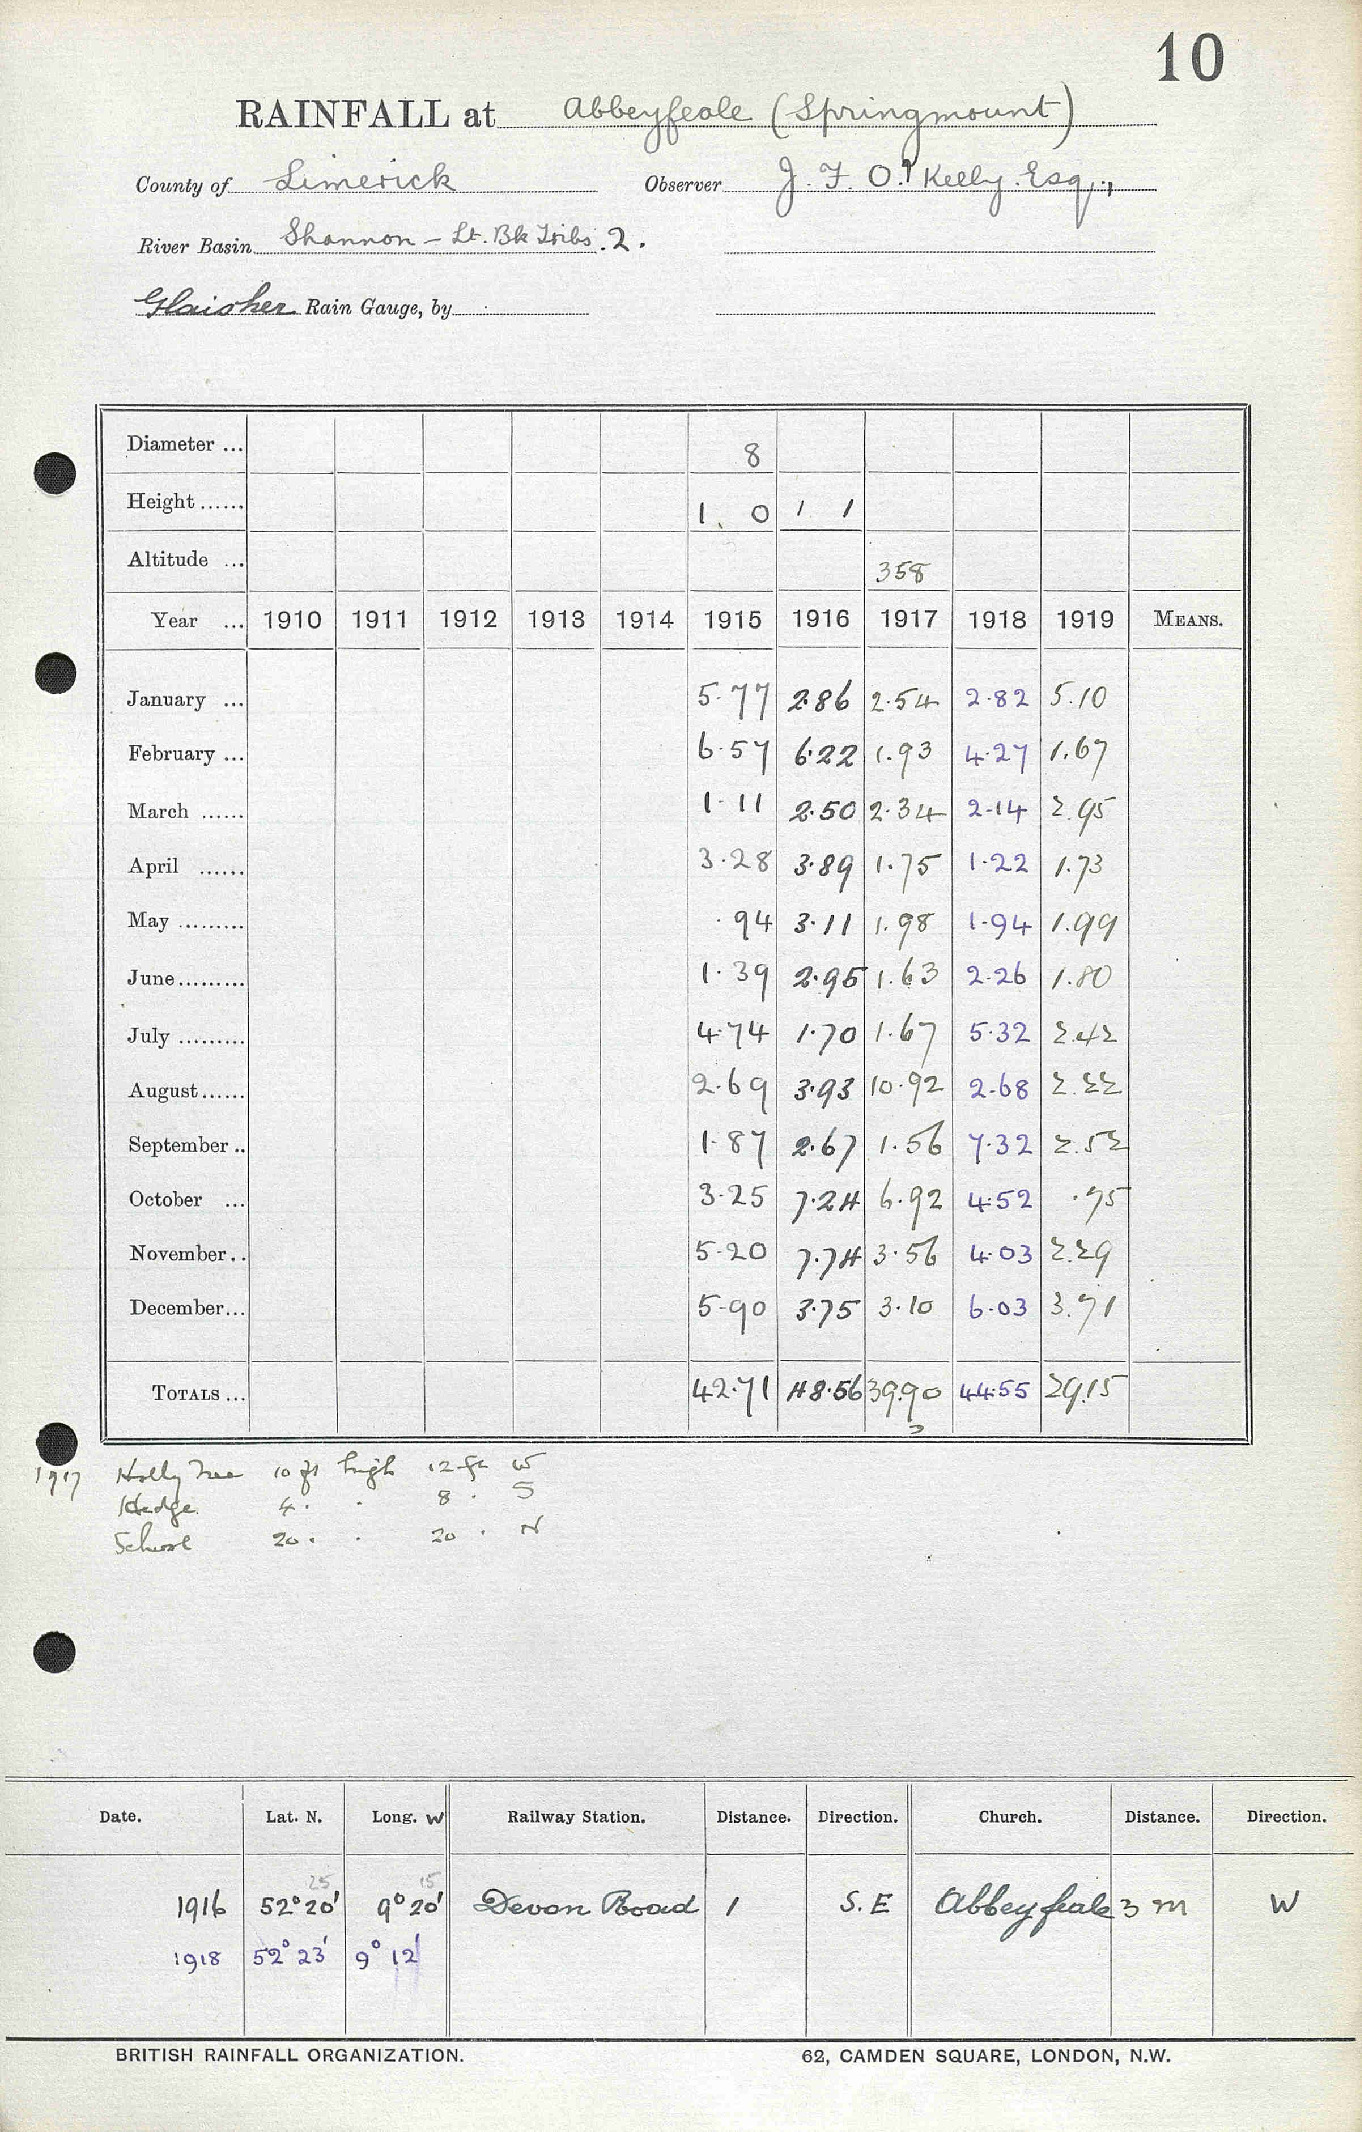 10
RAINFALL at Abbeyfeale (Springmount)
County of Limerick Observer J. F. O'Kelly. Esq.,
River Basin Shannon – Lt. Bk Tribs. 2.
Glaisher Rain Gauge, by
Diameter ... 8
Height ...... 1. 0 1 1
Altitude ... 358
Year ... 1910 1911 1912 1913 1914 1915 1916 1917 1918 1919 MEANS.
January ... 5.77 2.86 2.54 2.82 5.10
February ... 6.57 6.22 1.93 4.27 1.67
March ...... 1.11 2.50 2.34 2.14 2.95
April ...... 3.28 3.89 1.75 1.22 1.73
May ......... .94 3.11 1.98 1.94 1.99
June ......... 1.39 2.95 1.63 2.26 1.80
July ......... 4.74 1.70 1.67 5.32 2.42
August ...... 2.69 3.93 10.92 2.68 2.22
September .. 1.87 2.67 1.56 7.32 2.52
October ... 3.25 7.24 6.92 4.52 .75
November .. 5.20 7.74 3.56 4.03 2.29
December ... 5.90 3.75 3.10 6.03 3.71
TOTALS ... 42.71 48.56 39.90 44.55 29.15
3
1917 Holly Tree 10 ft high 12 ft W
Hedge 4 . . 8 . S
School 20 . . 20 . N
Date. Lat. N. Long. W Railway Station. Distance. Direction. Church. Distance. Direction.
25 15
1916 52° 20' 9° 20' Devon Road 1 S.E Abbeyfeale 3 m W
1918 52° 23' 9° 12'
BRITISH RAINFALL ORGANIZATION. 62, CAMDEN SQUARE, LONDON, N.W.